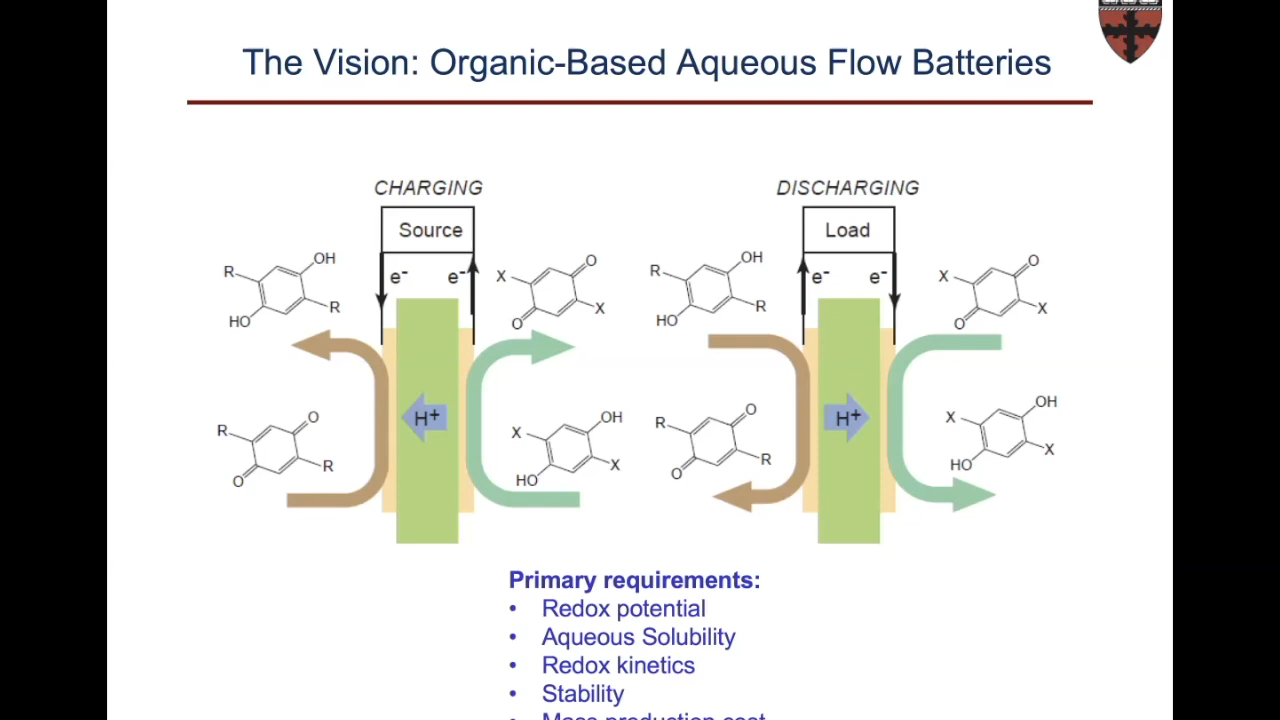 The Vision: Organic-Based Aqueous Flow Batteries
CHARGING
DISCHARGING
Source
Load
R
OH
e-
e-
X
O
R
OH
e-
e-
X
O
HO
R
O
X
HO
R
O
X
R
O
H+
X
OH
R
O
H+
X
OH
O
R
HO
X
O
R
HO
X
Primary requirements:
• Redox potential
• Aqueous Solubility
• Redox kinetics
• Stability
• Mass production cost